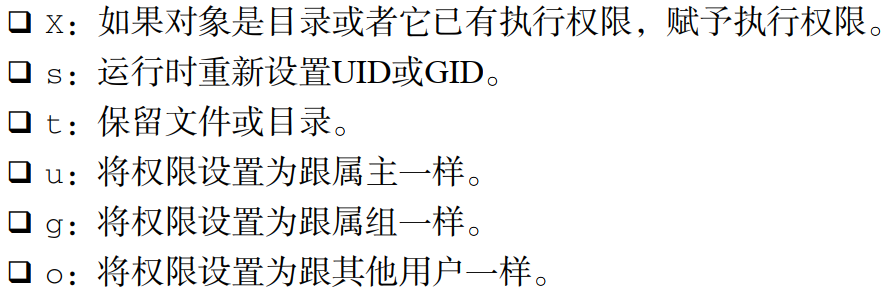 ❑ X：如果对象是目录或者它已有执行权限，赋予执行权限。
❑ s：运行时重新设置UID或GID。
❑ t：保留文件或目录。
❑ u：将权限设置为跟属主一样。
❑ g：将权限设置为跟属组一样。
❑ o：将权限设置为跟其他用户一样。